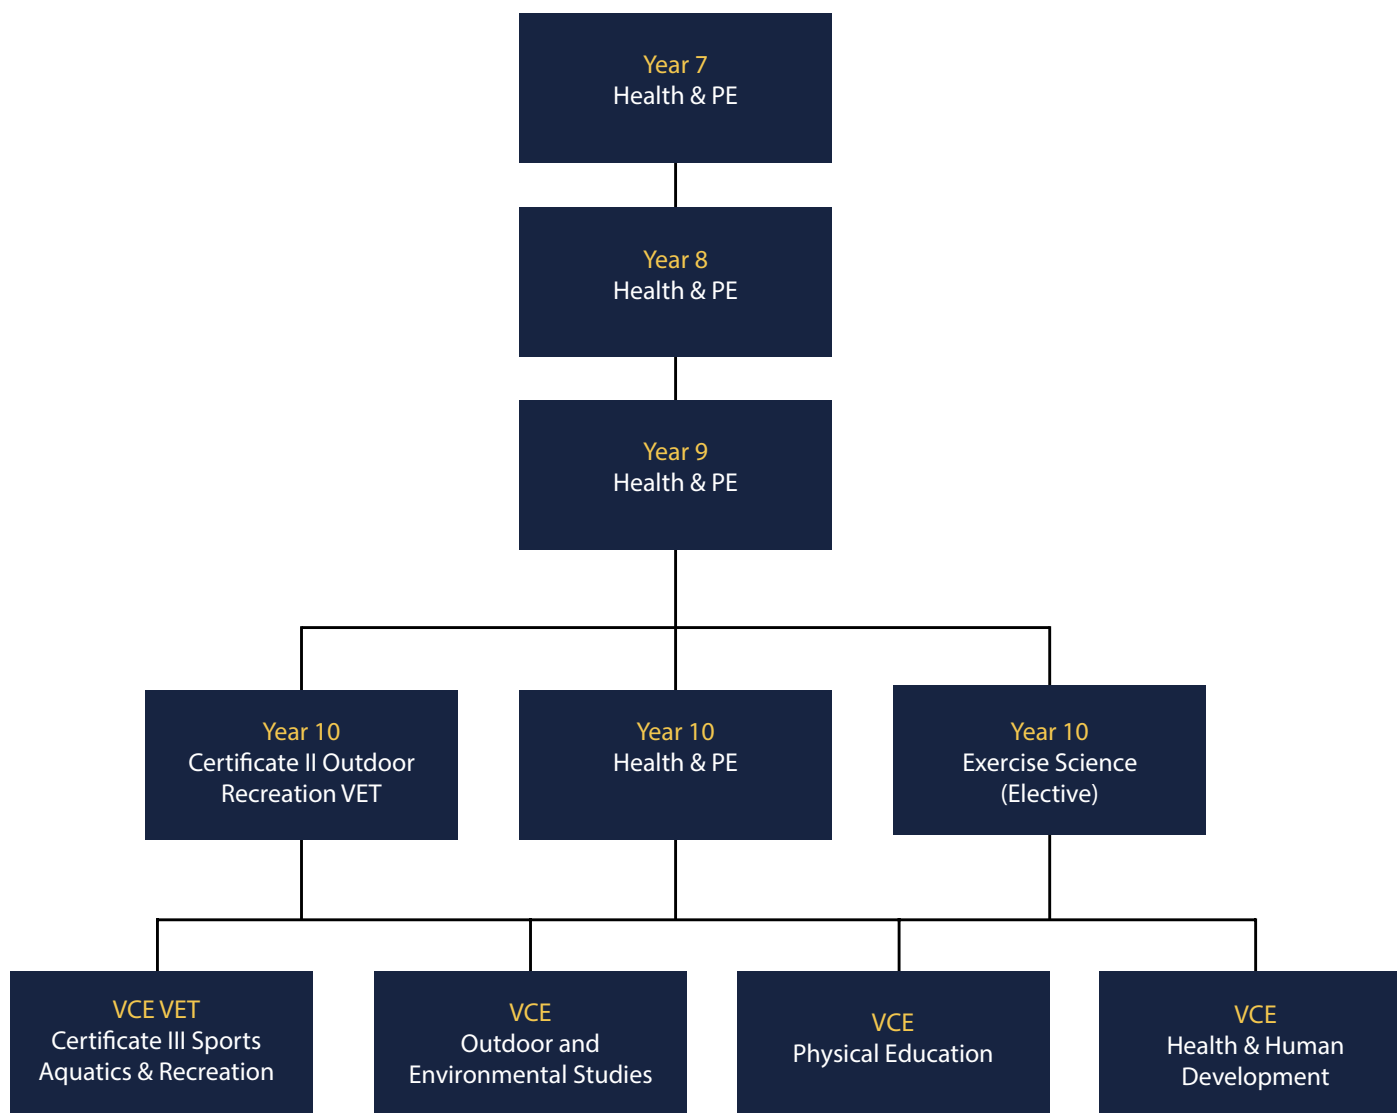 Year 7
Health & PE
Year 8
Health & PE
Year 9
Health & PE
Year 10
Certificate II Outdoor
Recreation VET
Year 10
Health & PE
Year 10
Exercise Science
(Elective)
VCE VET
Certificate III Sports
Aquatics & Recreation
VCE
Outdoor and
Environmental Studies
VCE
Physical Education
VCE
Health & Human
Development